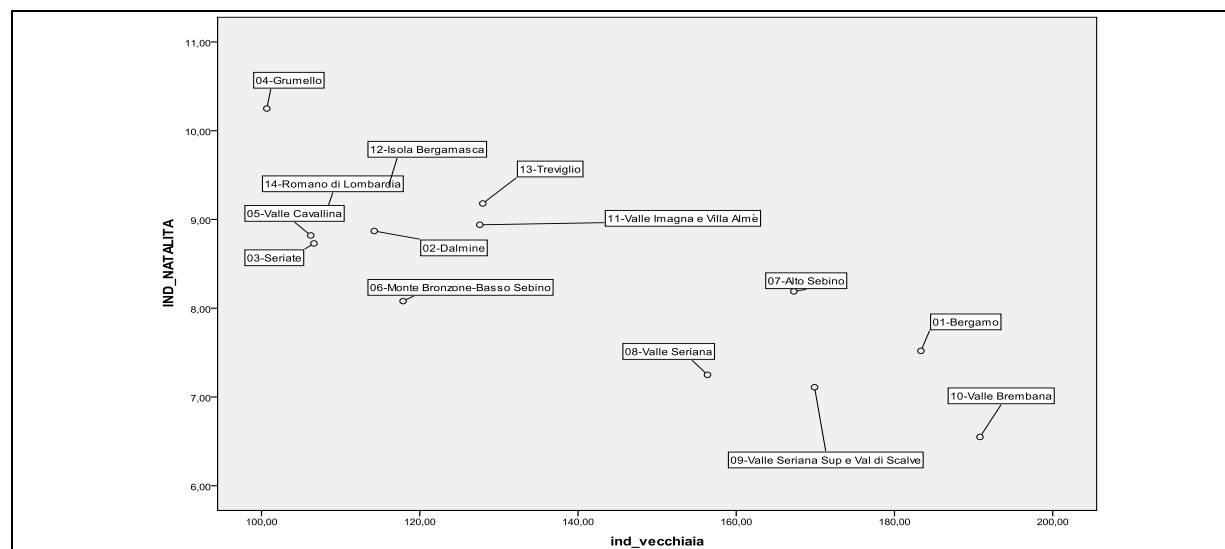 11,00
04-Grumello
10,00
12-Isola Bergamasca
13-Treviglio
14-Romano di Lombardia
05-Valle Cavallina
11-Valle Imagna e Villa Almè
9,00
02-Dalmine
03-Seriate
IND_NATALITA
06-Monte Bronzone-Basso Sebino
07-Alto Sebino
8,00
01-Bergamo
08-Valle Seriana
7,00
10-Valle Brembana
09-Valle Seriana Sup e Val di Scalve
6,00
100,00 120,00 140,00 160,00 180,00 200,00
ind_vecchiaia